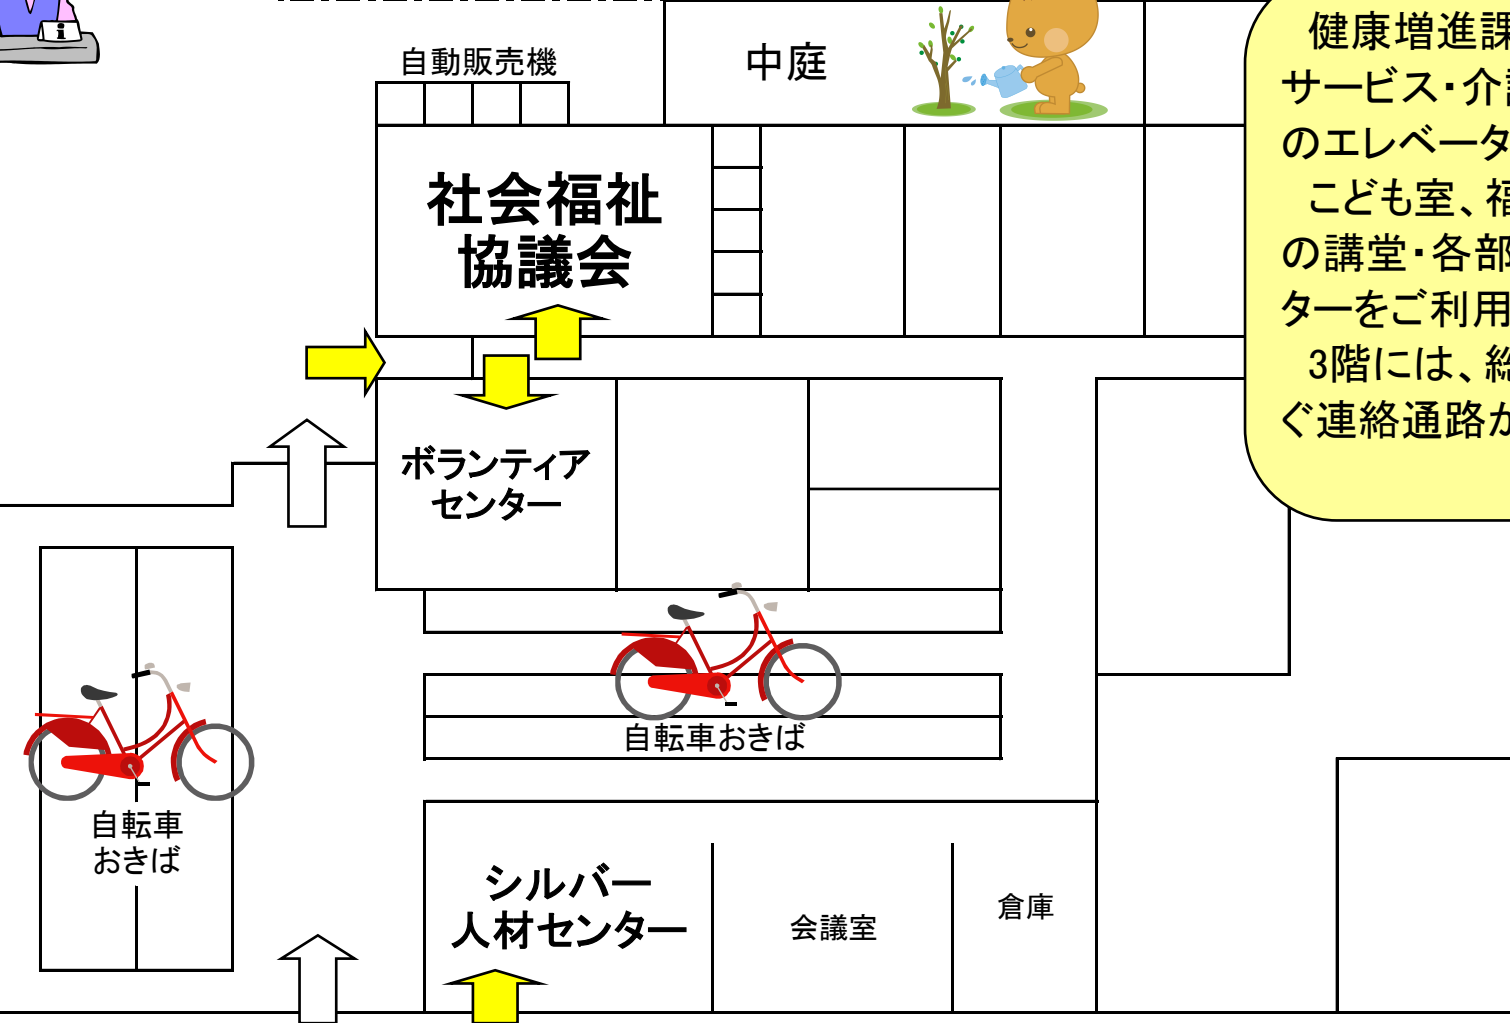 自動販売機
中庭
健康増進課
サービス・介
のエレベータ
こども室、
の講堂・各部
ターをご利用
3階には、
ぐ連絡通路
社会福祉
協議会
ボランティア
センター
自転車おきば
自転車
おきば
シルバー
人材センター
会議室
倉庫
i